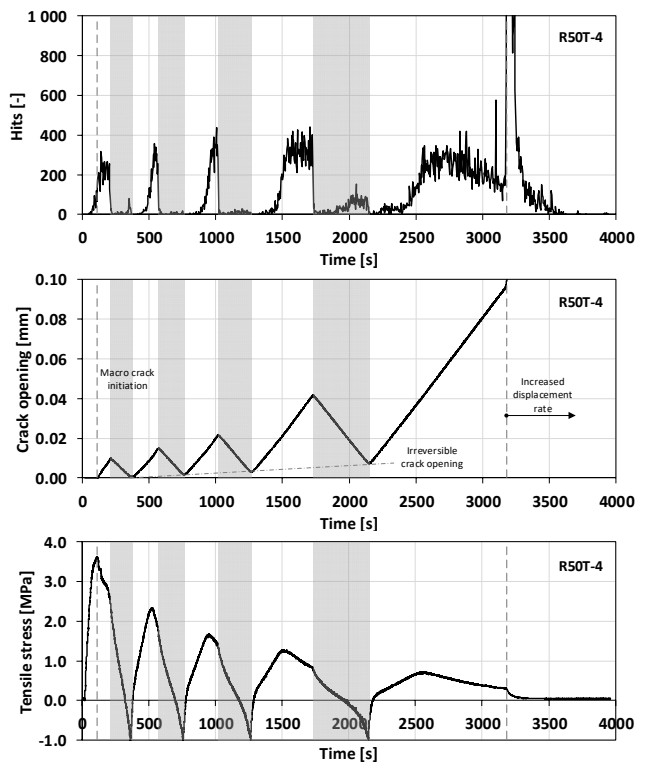 1 000
R50T-4
800
600
400
200
0
Hits [-]
0 500 1000 1500 2000 2500 3000 3500 4000
Time [s]
0.10
R50T-4
0.08
0.06
0.04
0.02
0.00
Crack opening [mm]
Macro crack
initiation
Increased
displacement
rate
Irreversible
crack opening
0 500 1000 1500 2000 2500 3000 3500 4000
Time [s]
4.0
R50T-4
3.0
2.0
1.0
0.0
-1.0
Tensile stress [MPa]
0 500 1000 1500 2000 2500 3000 3500 4000
Time [s]